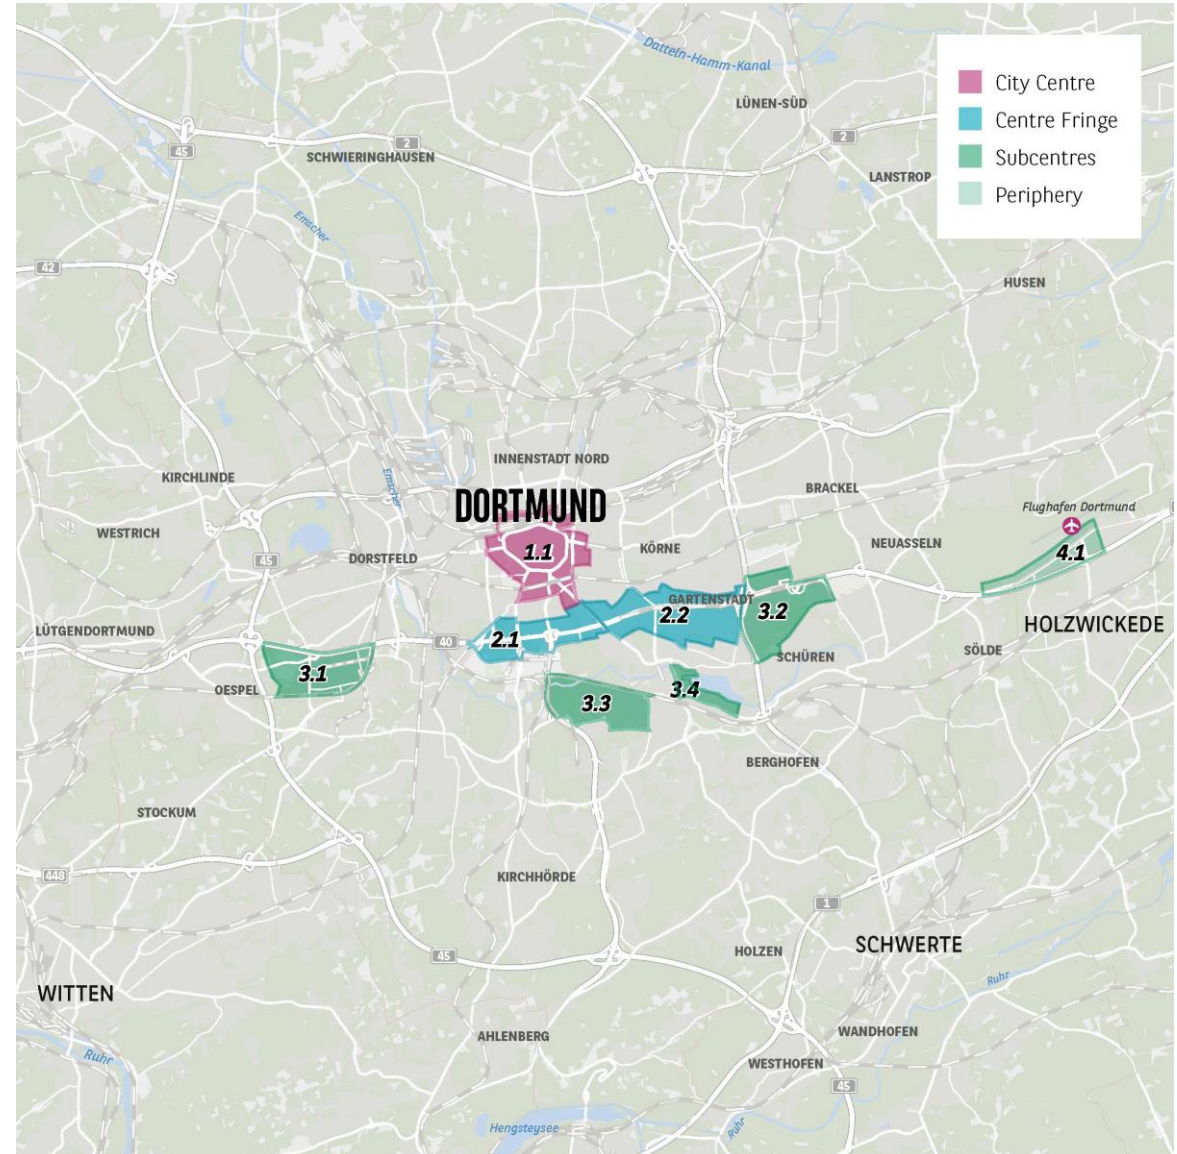 Datteln-Hamm-Kanal
City Centre
Centre Fringe
Subcentres
Periphery
LÜNEN-SÜD
2
2
45
SCHWIERINGHAUSEN
LANSTROP
Emscher
42
HUSEN
INNENSTADT NORD
KIRCHLINDE
Emscher
BRACKEL
DORTMUND
Flughafen Dortmund
WESTRICH
KÖRNE
NEUASSELN
1.1
4.1
45
DORSTFELD
GARTENSTADT
3.2
2.2
HOLZWICKEDE
LÜTGENDORTMUND
40
2.1
SÖLDE
SCHÜREN
3.1
OESPEL
3.4
3.3
BERGHOFEN
STOCKUM
448
KIRCHHÖRDE
1
SCHWERTE
HOLZEN
45
Ruhr
WITTEN
WANDHOFEN
AHLENBERG
Ruhr
WESTHOFEN
45
Hengsteysee
Ruhr